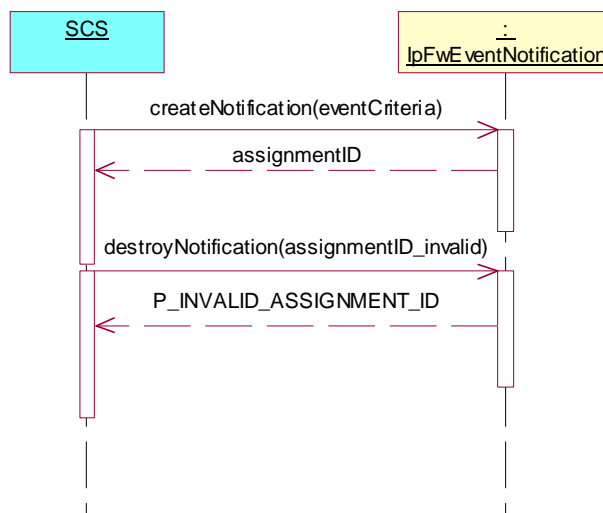 SCS
:
IpFwEventNotification
createNotification(eventCriteria)
assignmentID
destroyNotification(assignmentID_invalid)
P_INVALID_ASSIGNMENT_ID